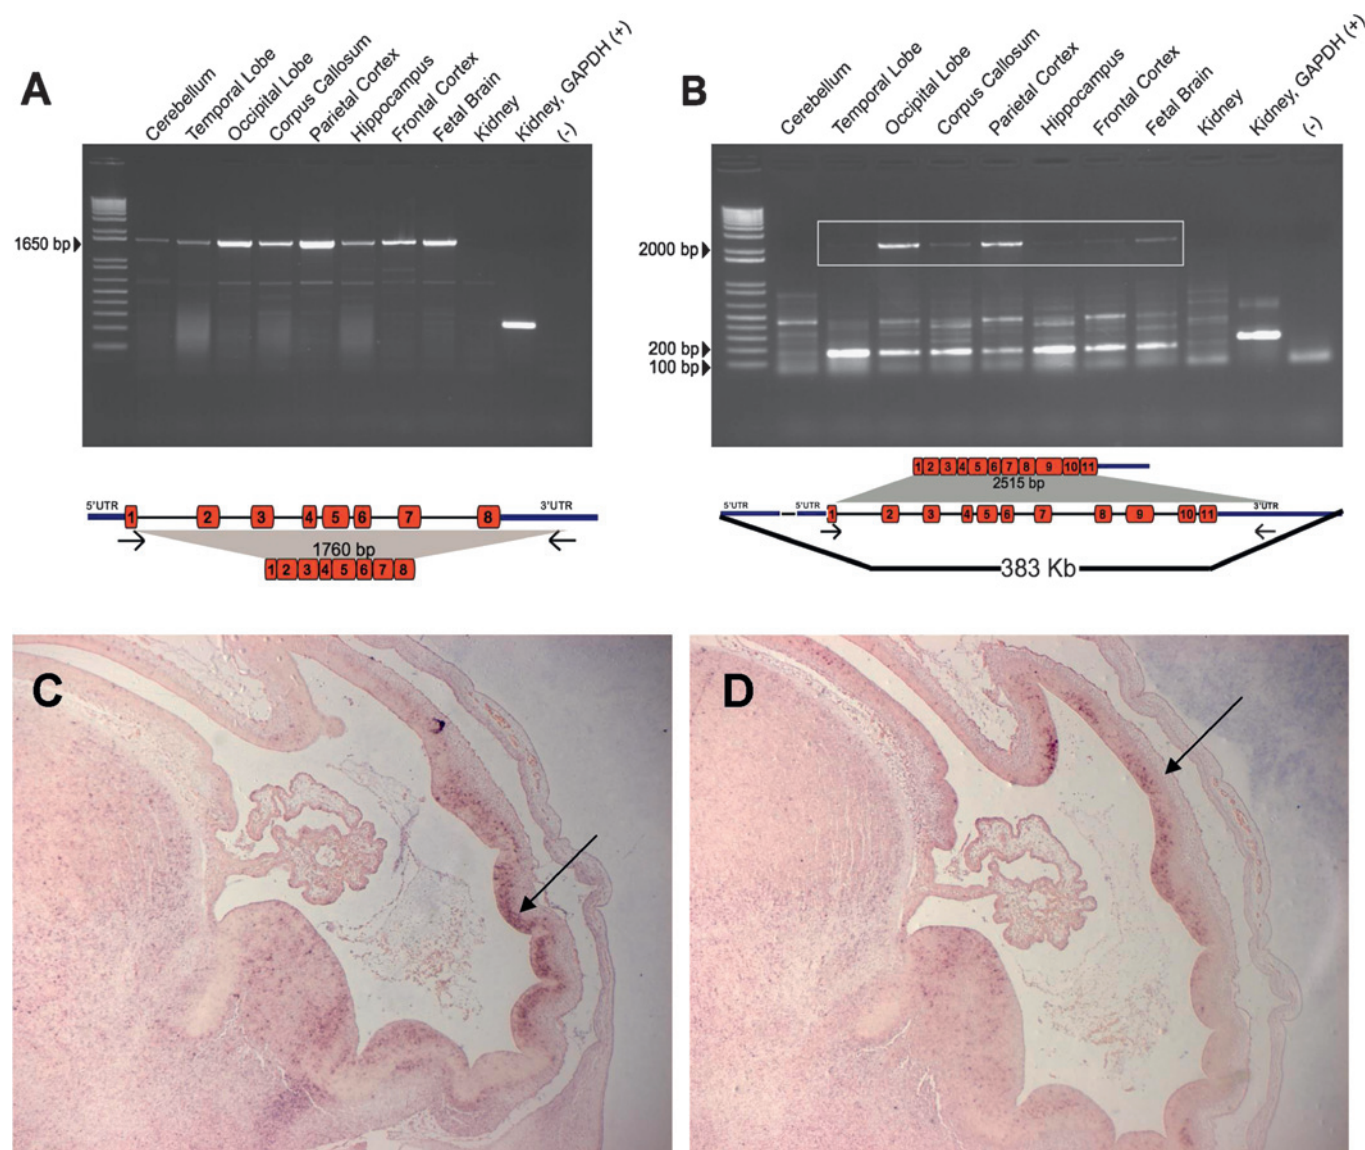 A
Cerebellum
Temporal Lobe
Occipital Lobe
Corpus Callosum
Parietal Cortex
Hippocampus
Frontal Cortex
Fetal Brain
Kidney
Kidney, GAPDH (+)
(-)
1650 bp
5'UTR
3'UTR
1 2 3 4 5 6 7 8
1760 bp
1 2 3 4 5 6 7 8
B
Cerebellum
Temporal Lobe
Occipital Lobe
Corpus Callosum
Parietal Cortex
Hippocampus
Frontal Cortex
Fetal Brain
Kidney
Kidney, GAPDH (+)
(-)
2000 bp
200 bp
100 bp
1 2 3 4 5 6 7 8 9 10 11
2515 bp
5'UTR 5'UTR 3'UTR
1 2 3 4 5 6 7 8 9 10 11
383 Kb
C
D